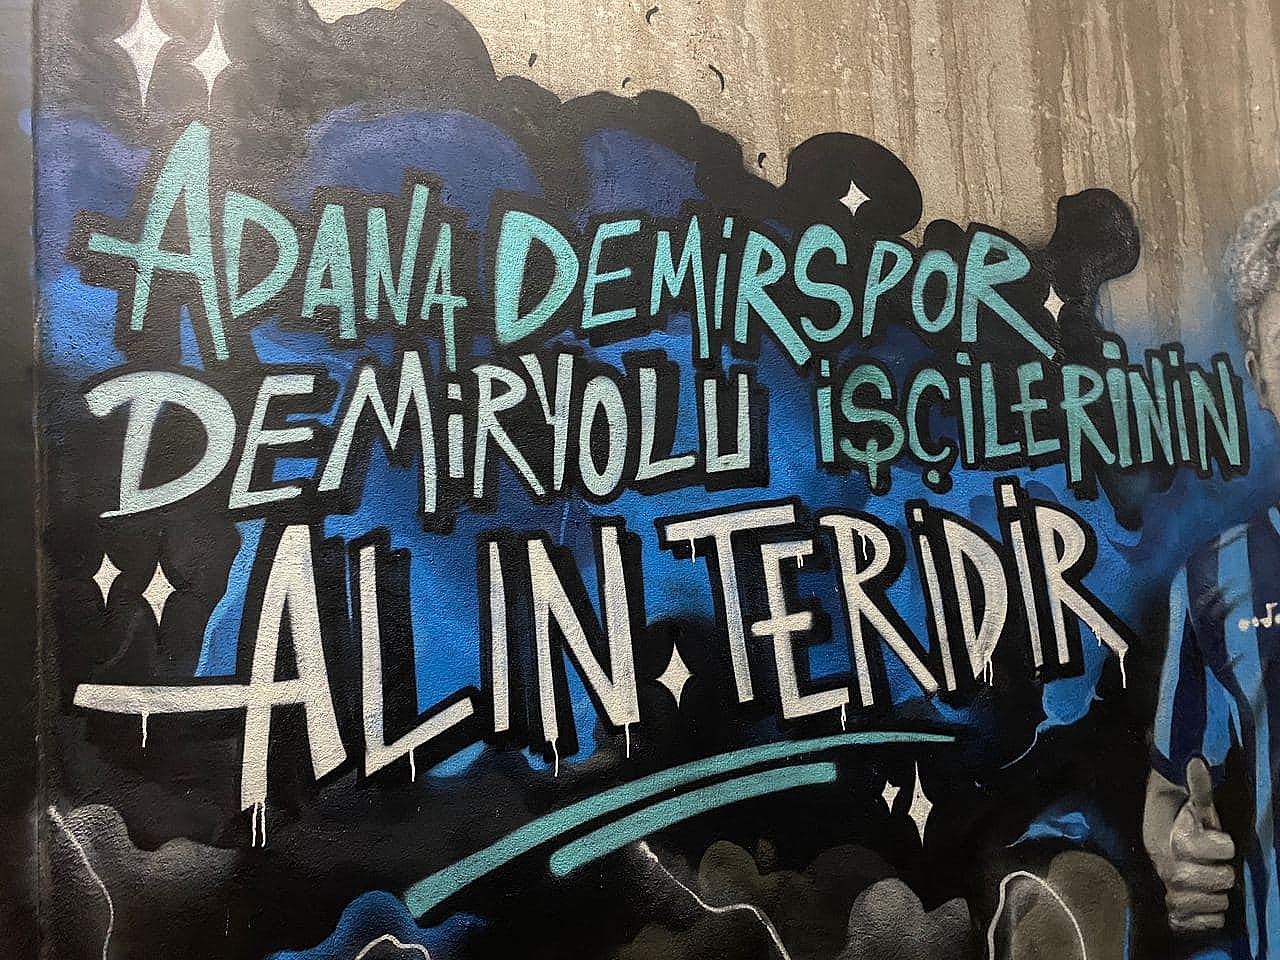 ADANA DEMİRSPOR
DEMİRYOLU İŞÇİLERİNİN
ALIN TERİDİR